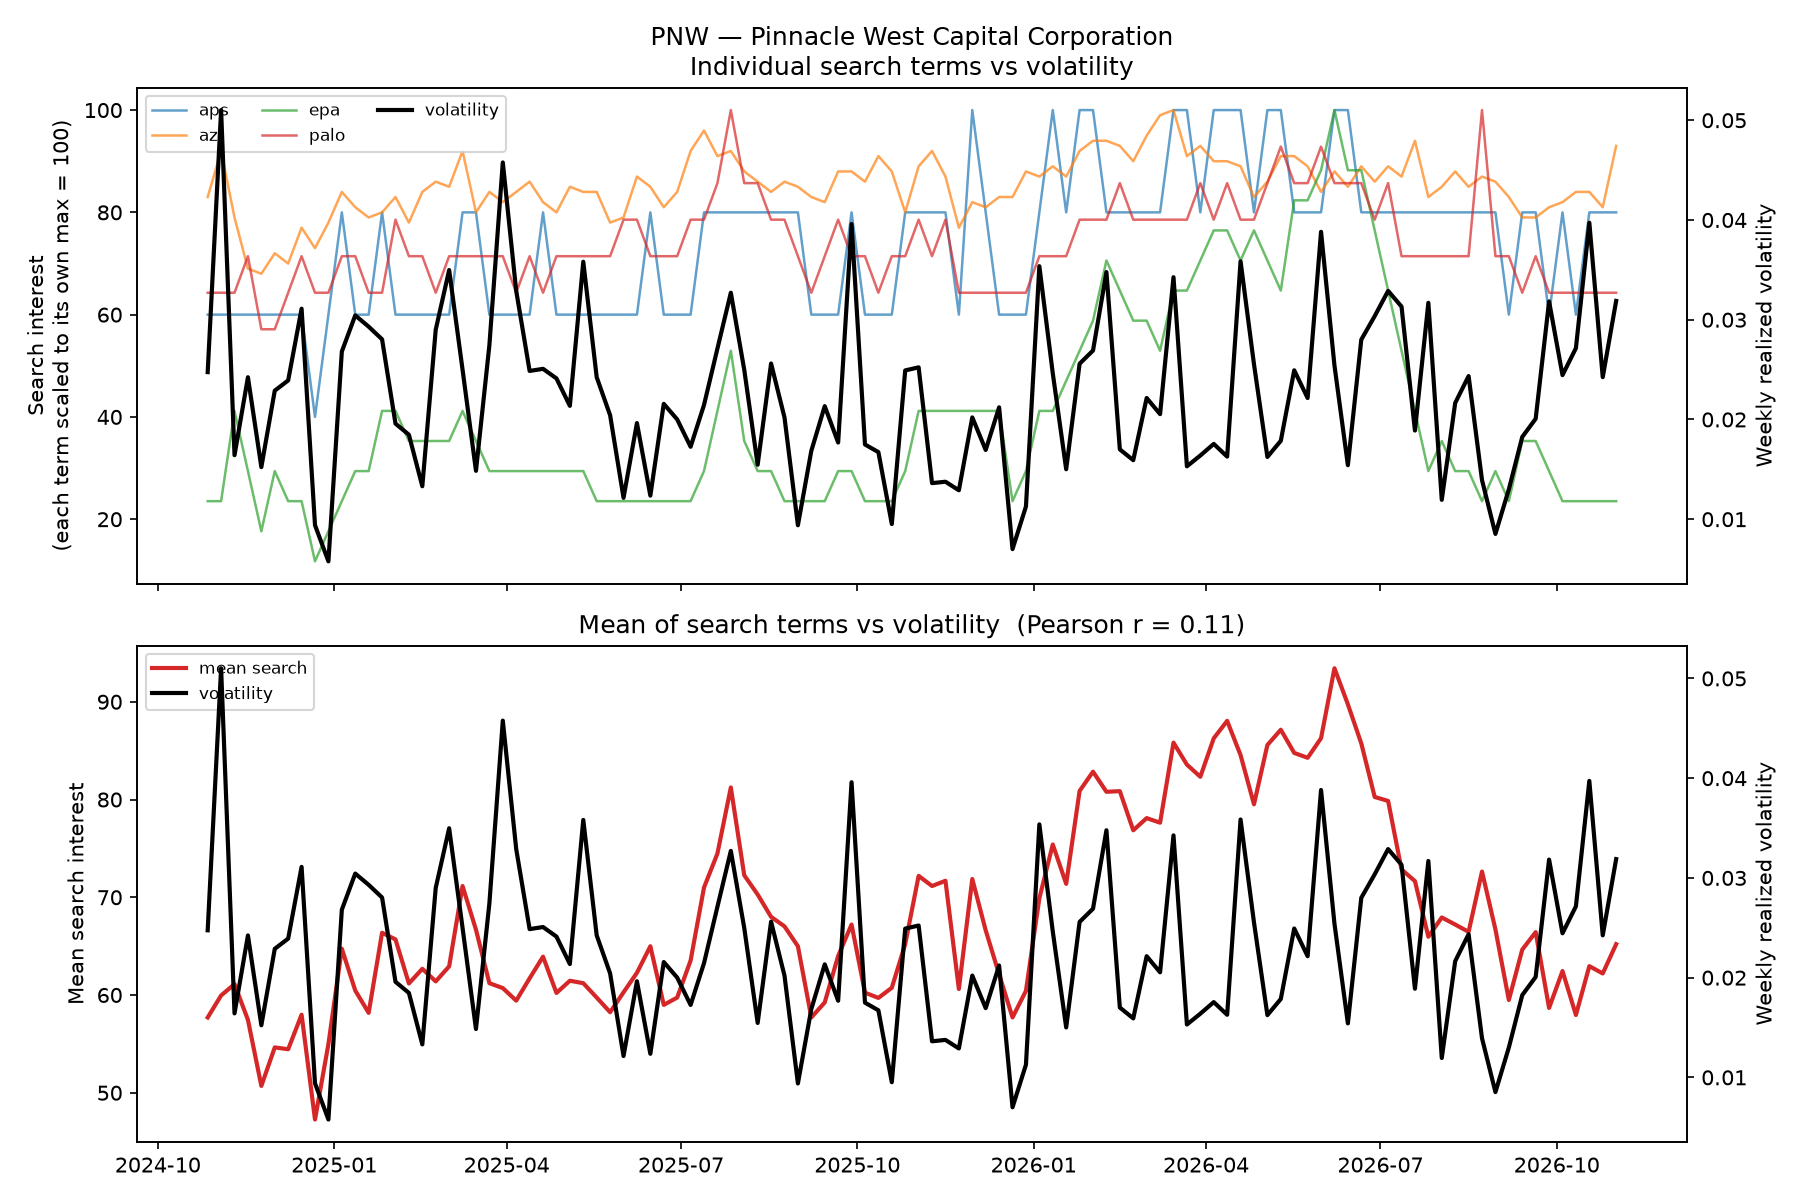 PNW — Pinnacle West Capital Corporation
Individual search terms vs volatility
aps
az
epa
palo
volatility
100
80
60
40
20
Search interest
(each term scaled to its own max = 100)
0.05
0.04
0.03
0.02
0.01
Weekly realized volatility
Mean of search terms vs volatility  (Pearson r = 0.11)
mean search
volatility
90
80
70
60
50
Mean search interest
0.05
0.04
0.03
0.02
0.01
Weekly realized volatility
2024-10
2025-01
2025-04
2025-07
2025-10
2026-01
2026-04
2026-07
2026-10